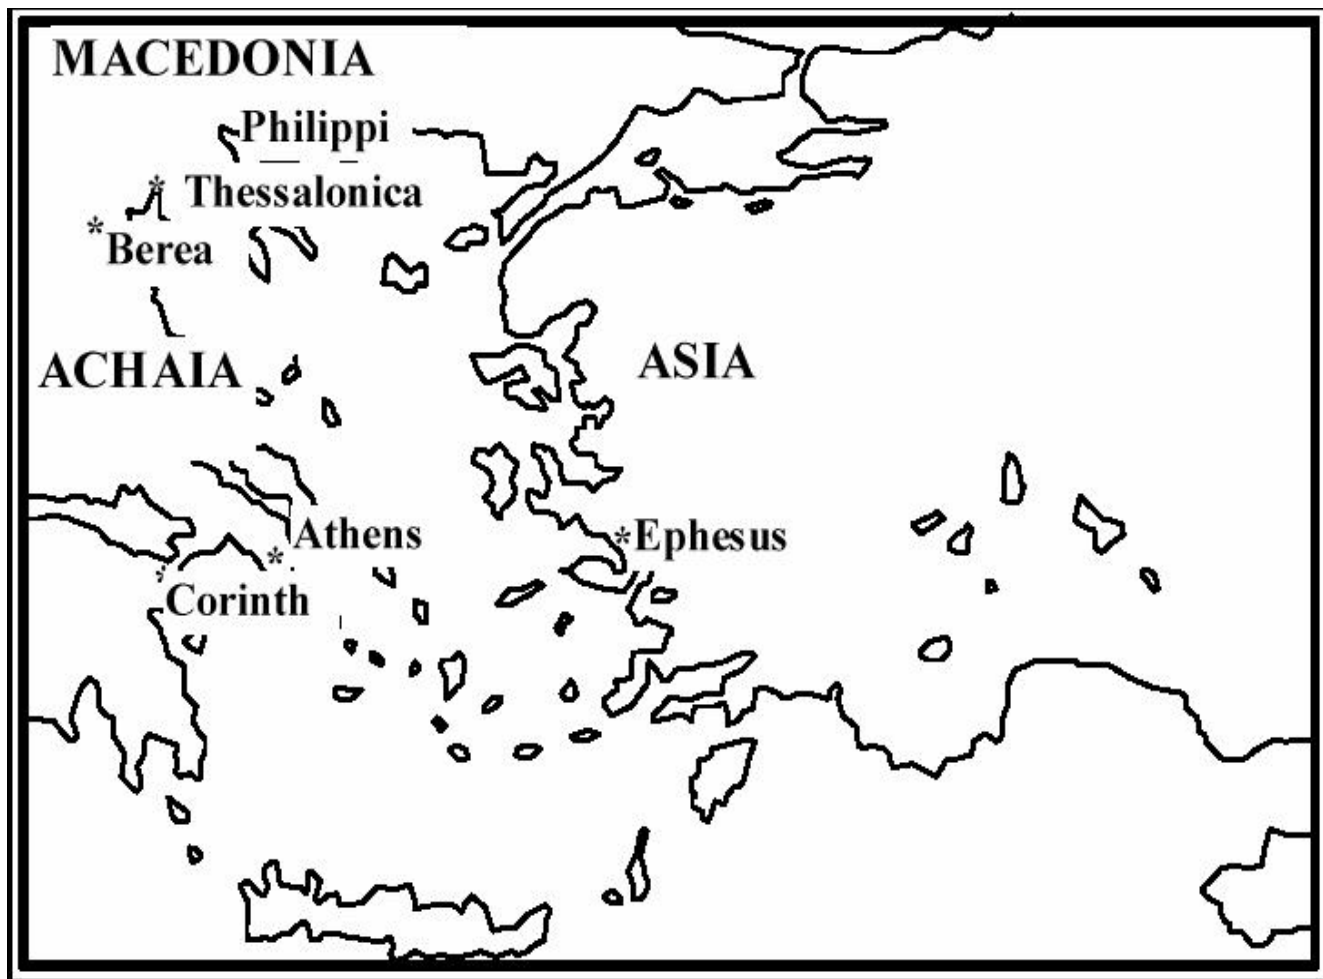 MACEDONIA
Philippi
* Thessalonica
*Berea
ACHAIA
ASIA
Athens
*
*Ephesus
*
Corinth